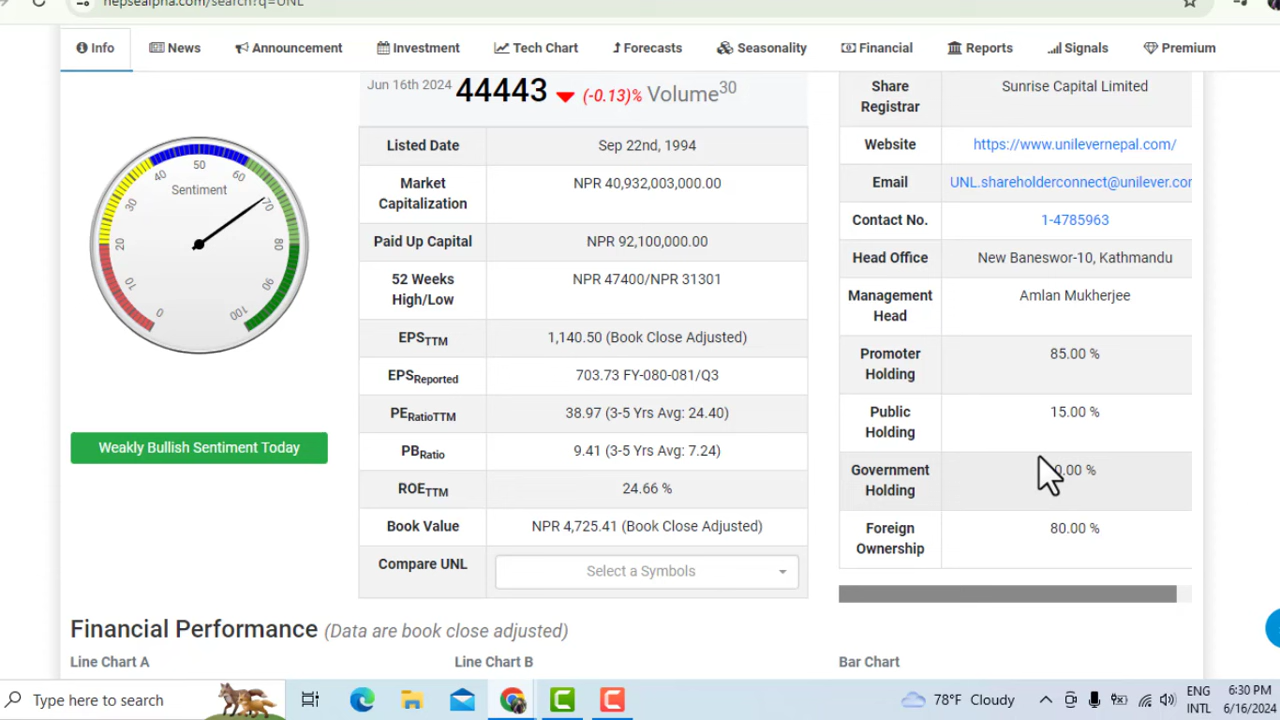 nepsealpha.com/search?q=UNL
Info News Announcement Investment Tech Chart Forecasts Seasonality Financial Reports Signals Premium
Jun 16th 2024 44443 (-0.13)% Volume30
0 10 20 30 40 50 60 70 80 90 100
Sentiment
Weakly Bullish Sentiment Today
Listed Date Sep 22nd, 1994
Market
Capitalization
NPR 40,932,003,000.00
Paid Up Capital NPR 92,100,000.00
52 Weeks
High/Low
NPR 47400/NPR 31301
EPSTTM 1,140.50 (Book Close Adjusted)
EPSReported 703.73 FY-080-081/Q3
PERatioTTM 38.97 (3-5 Yrs Avg: 24.40)
PBRatio 9.41 (3-5 Yrs Avg: 7.24)
ROETTM 24.66 %
Book Value NPR 4,725.41 (Book Close Adjusted)
Compare UNL Select a Symbols
Share
Registrar
Sunrise Capital Limited
Website https://www.unilevernepal.com/
Email UNL.shareholderconnect@unilever.cor
Contact No. 1-4785963
Head Office New Baneswor-10, Kathmandu
Management
Head
Amlan Mukherjee
Promoter
Holding
85.00 %
Public
Holding
15.00 %
Government
Holding
.00 %
Foreign
Ownership
80.00 %
Financial Performance (Data are book close adjusted)
Line Chart A Line Chart B Bar Chart
Type here to search
78°F Cloudy
ENG
INTL
6:30 PM
6/16/2024